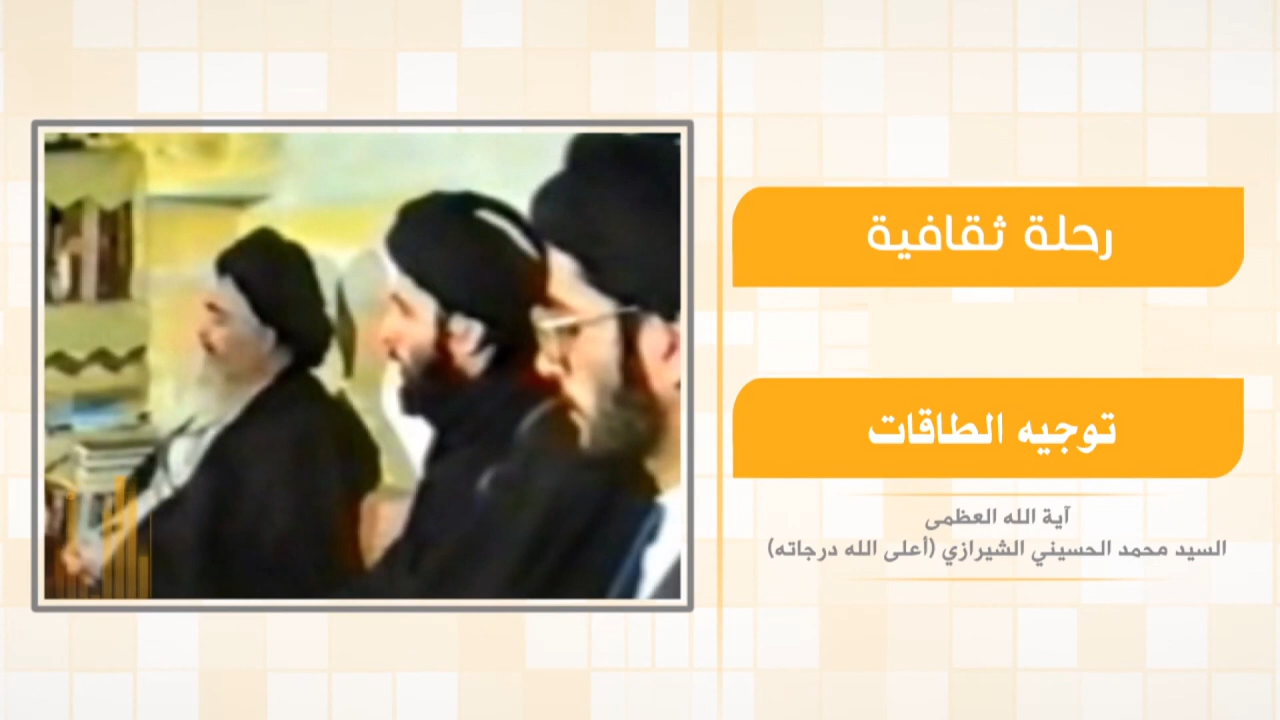 رحلة ثقافية
توجيه الطاقات
آية الله العظمى
السيد محمد الحسيني الشيرازي (أعلى الله درجاته)